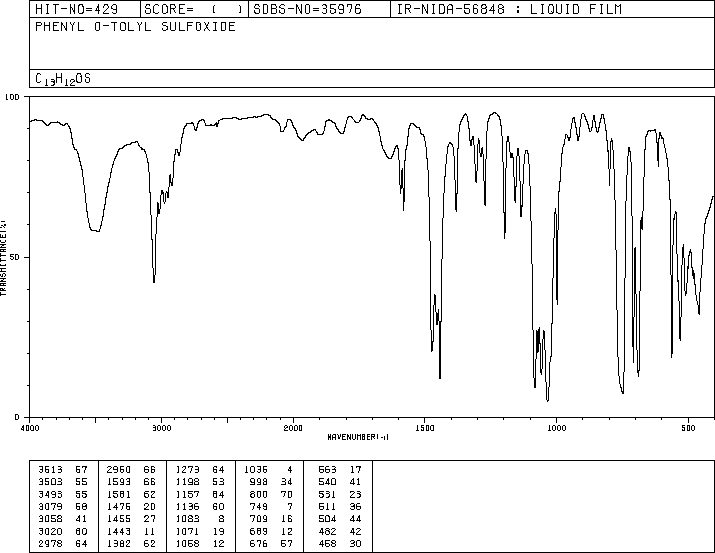 HIT-NO=429 SCORE= ( ) SDBS-NO=35976 IR-NIDA-56848 : LIQUID FILM
PHENYL O-TOLYL SULFOXIDE
C13H12OS
100
50
0
TRANSMITTANCE(%)
4000 3000 2000 1500 1000 500
WAVENUMBER(-1)
3613 67 2960 66 1273 64 1036 4 563 17
3503 55 1593 66 1198 53 998 34 540 41
3493 55 1581 62 1157 84 800 70 531 23
3079 68 1476 20 1136 60 749 7 511 36
3058 41 1455 27 1083 8 709 16 504 44
3020 60 1443 11 1071 19 689 12 482 42
2978 64 1382 62 1058 12 676 57 458 30